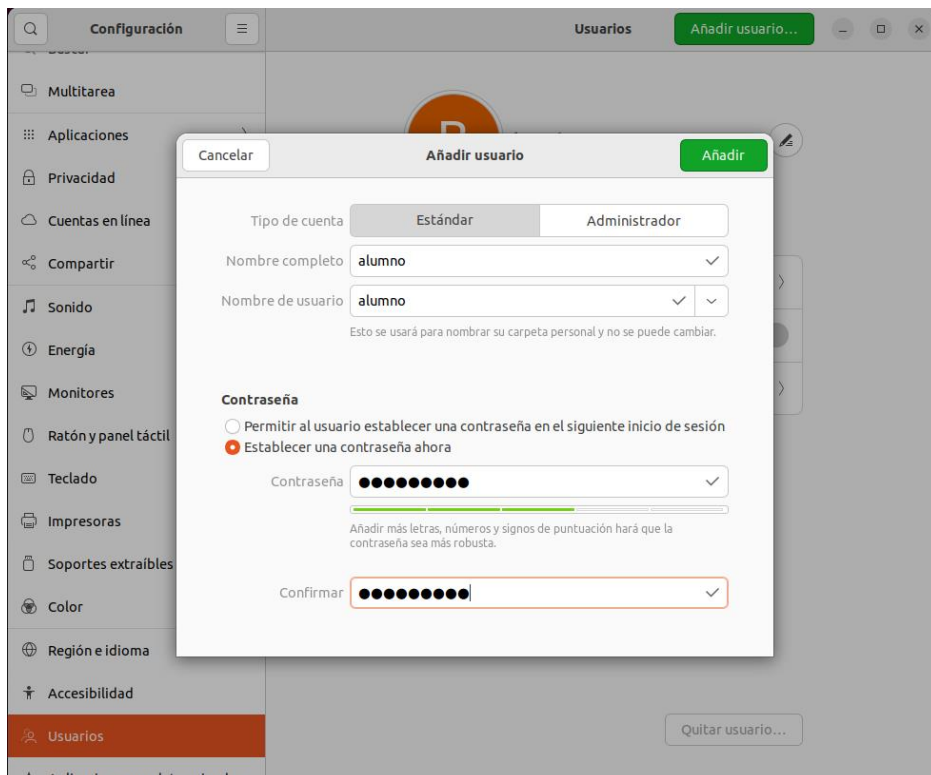 Configuración
Usuarios
Añadir usuario...
Multitarea
Aplicaciones
Privacidad
Cuentas en línea
Compartir
Sonido
Energía
Monitores
Ratón y panel táctil
Teclado
Impresoras
Soportes extraíbles
Color
Región e idioma
Accesibilidad
Usuarios
Cancelar
Añadir usuario
Añadir
Tipo de cuenta
Estándar
Administrador
Nombre completo
alumno
Nombre de usuario
alumno
Esto se usará para nombrar su carpeta personal y no se puede cambiar.
Contraseña
Permitir al usuario establecer una contraseña en el siguiente inicio de sesión
Establecer una contraseña ahora
Contraseña
●●●●●●●●●
Añadir más letras, números y signos de puntuación hará que la
contraseña sea más robusta.
Confirmar
●●●●●●●●●
Quitar usuario...